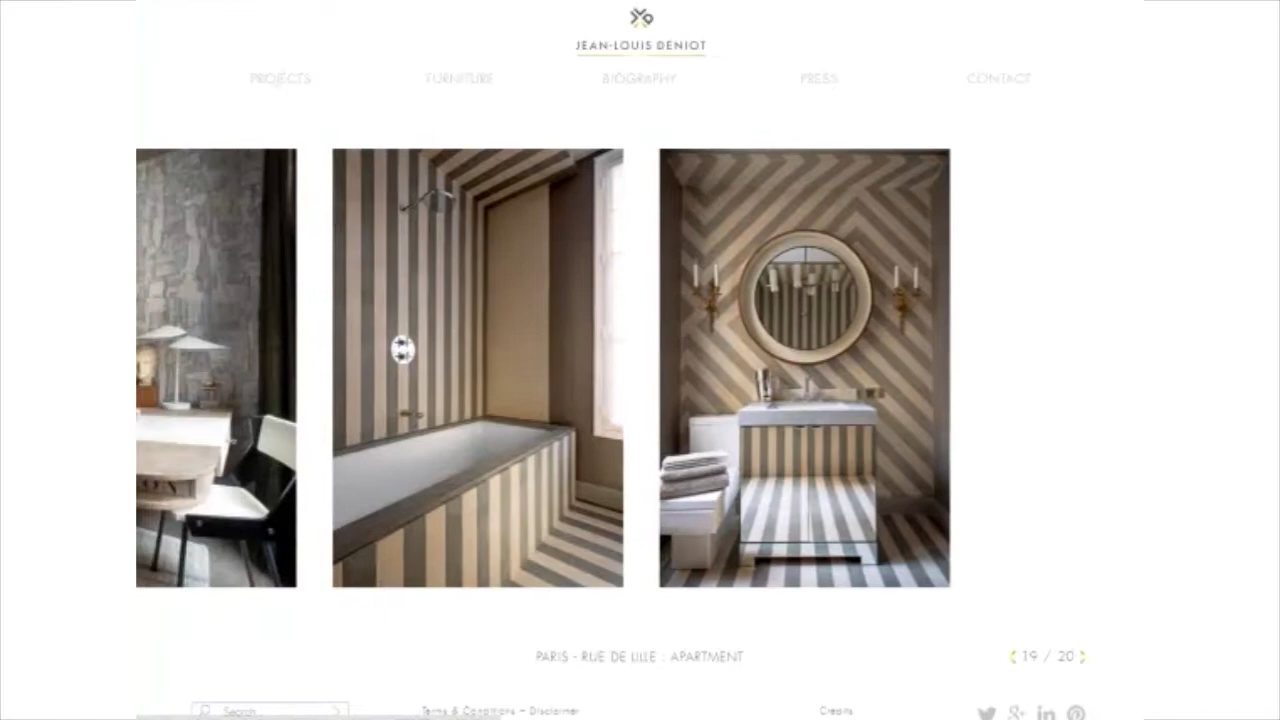 JEAN-LOUIS DENIOT
PROJECTS FURNITURE BIOGRAPHY PRESS CONTACT
PARIS - RUE DE LILLE : APARTMENT
19 / 20
Search...
Terms & Conditions – Disclaimer
Credits